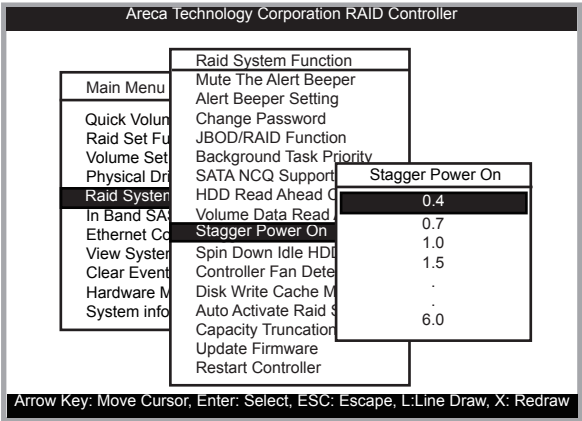 Areca Technology Corporation RAID Controller
Main Menu
Quick Volum
Raid Set Fu
Volume Set
Physical Dri
Raid System
In Band SA
Ethernet Co
View System
Clear Event
Hardware M
System info
Raid System Function
Mute The Alert Beeper
Alert Beeper Setting
Change Password
JBOD/RAID Function
Background Task Priority
SATA NCQ Support
HDD Read Ahead C
Volume Data Read
Stagger Power On
Spin Down Idle HDD
Controller Fan Dete
Disk Write Cache M
Auto Activate Raid S
Capacity Truncation
Update Firmware
Restart Controller
Stagger Power On
0.4
0.7
1.0
1.5
.
.
6.0
Arrow Key: Move Cursor, Enter: Select, ESC: Escape, L:Line Draw, X: Redraw